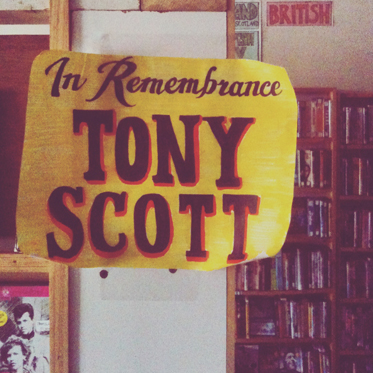 BRITISH
In Remembrance
TONY
SCOTT